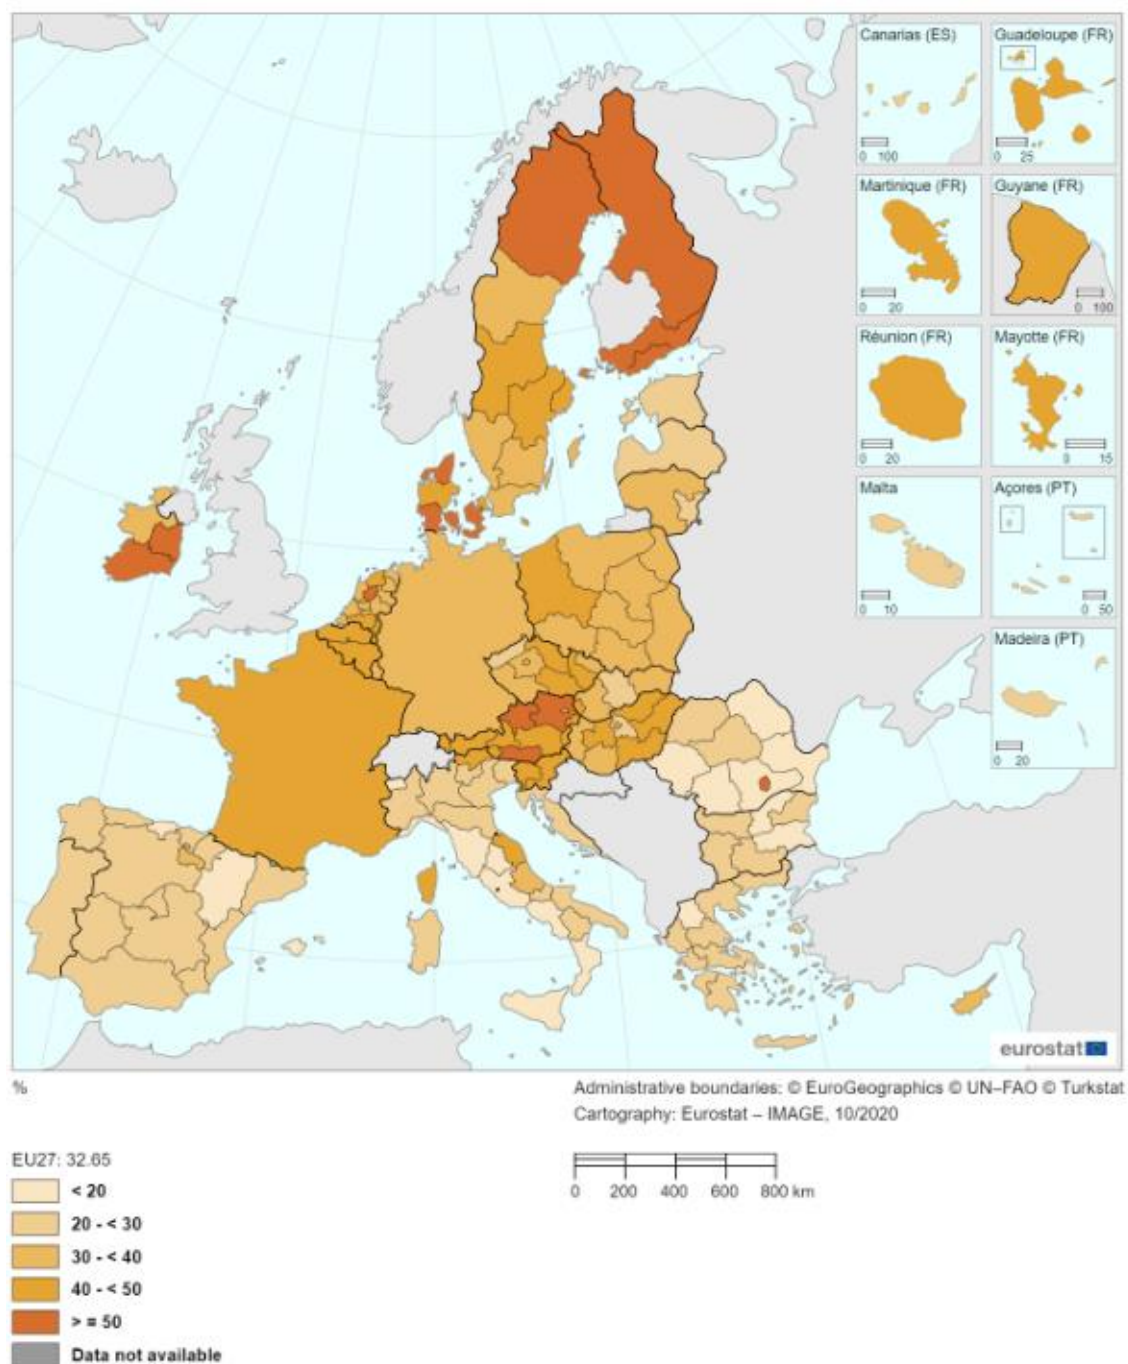 Canarias (ES)
0 100
Guadeloupe (FR)
0 25
Martinique (FR)
0 20
Guyane (FR)
0 100
Réunion (FR)
0 20
Mayotte (FR)
0 15
Malta
0 10
Açores (PT)
0 50
Madeira (PT)
0 20
eurostat
%
Administrative boundaries: © EuroGeographics © UN–FAO © Turkstat
Cartography: Eurostat – IMAGE, 10/2020
EU27: 32.65
0 200 400 600 800 km
< 20
20 - < 30
30 - < 40
40 - < 50
> = 50
Data not available